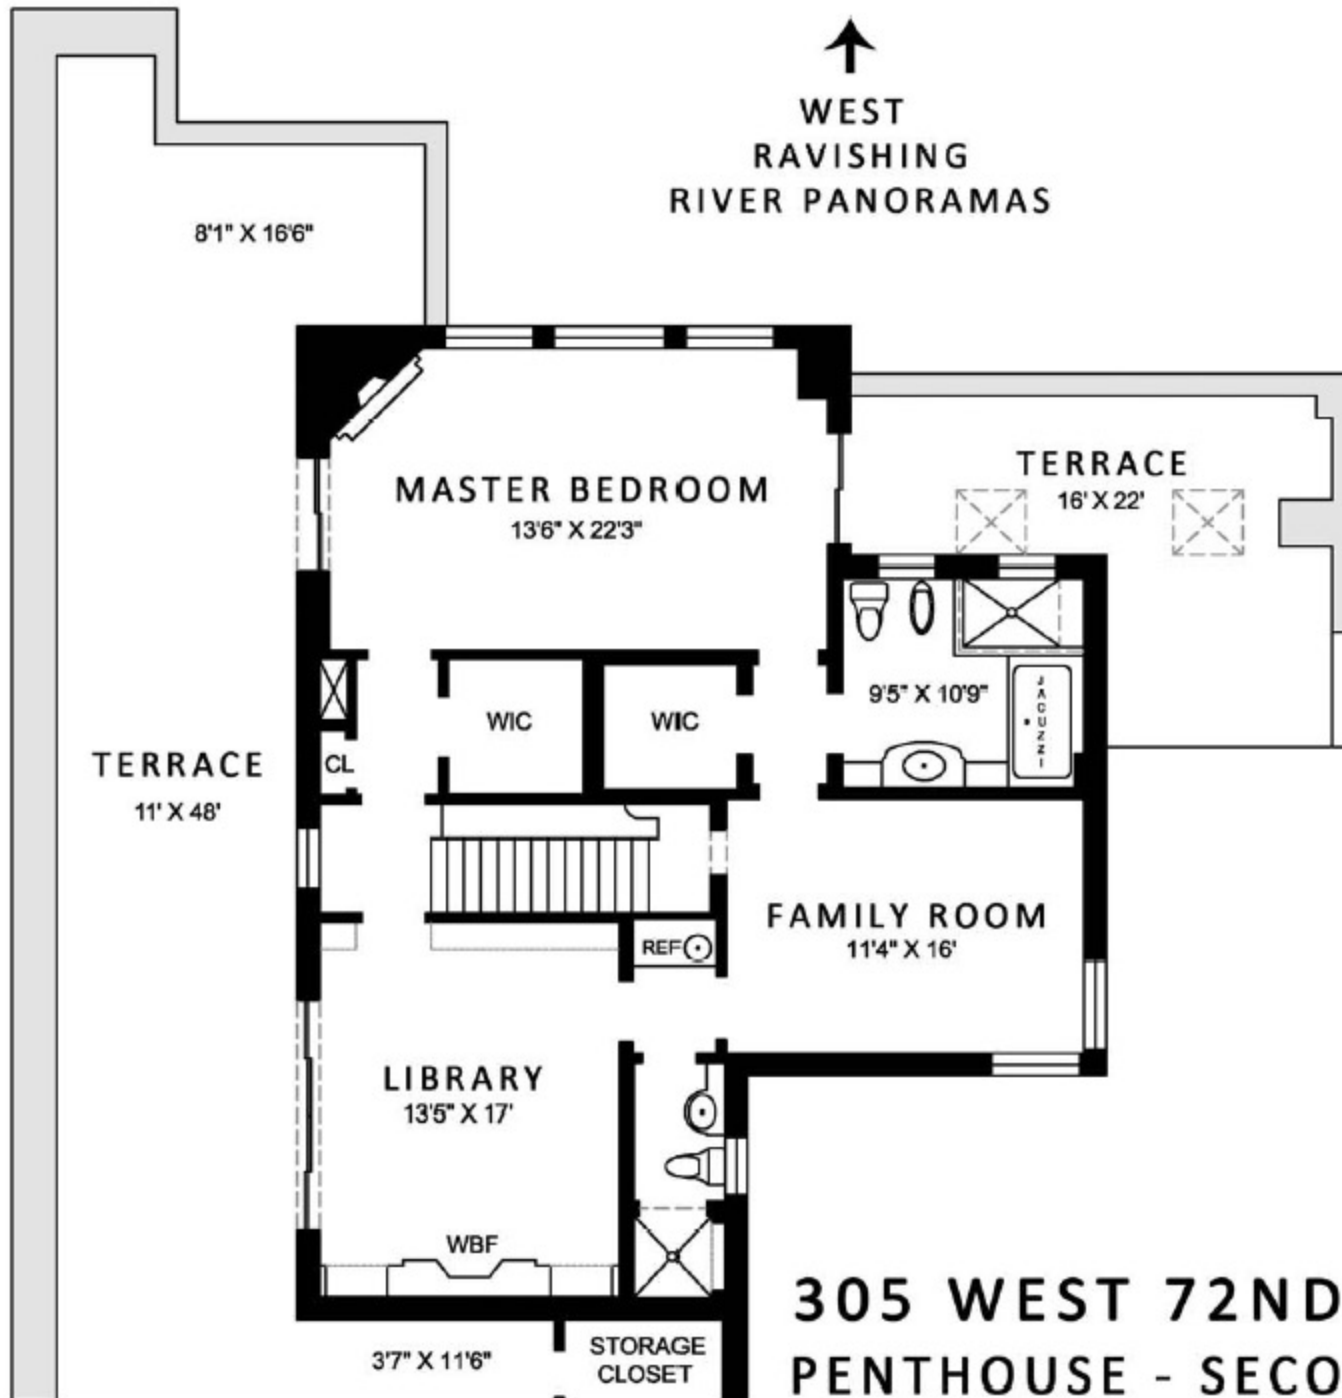 WEST
RAVISHING
RIVER PANORAMAS
8'1" X 16'6"
MASTER BEDROOM
13'6" X 22'3"
TERRACE
16' X 22'
WIC
WIC
9'5" X 10'9"
JACUZZI
TERRACE
11' X 48'
CL
FAMILY ROOM
11'4" X 16'
REF
LIBRARY
13'5" X 17'
WBF
305 WEST 72ND
PENTHOUSE - SECO
STORAGE
CLOSET
3'7" X 11'6"